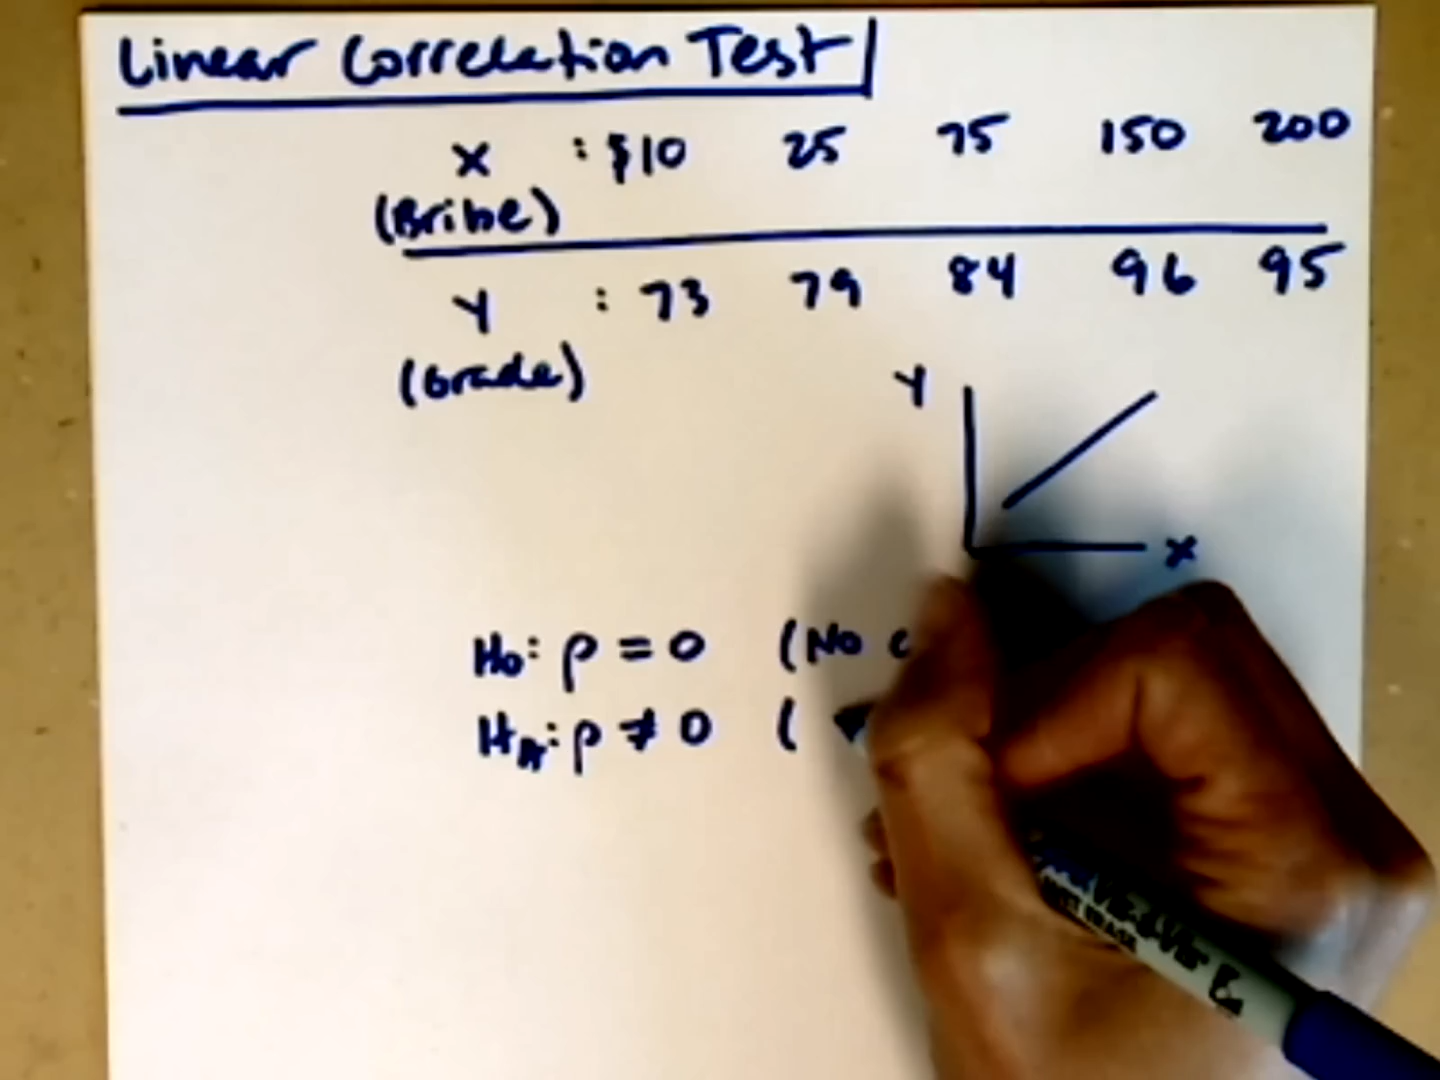 Linear Correlation Test
X : $10 25 75 150 200
(Bribe)
Y : 73 79 84 96 95
(Grade)
Y
X
H0: ρ = 0 (No
HA: ρ ≠ 0 (